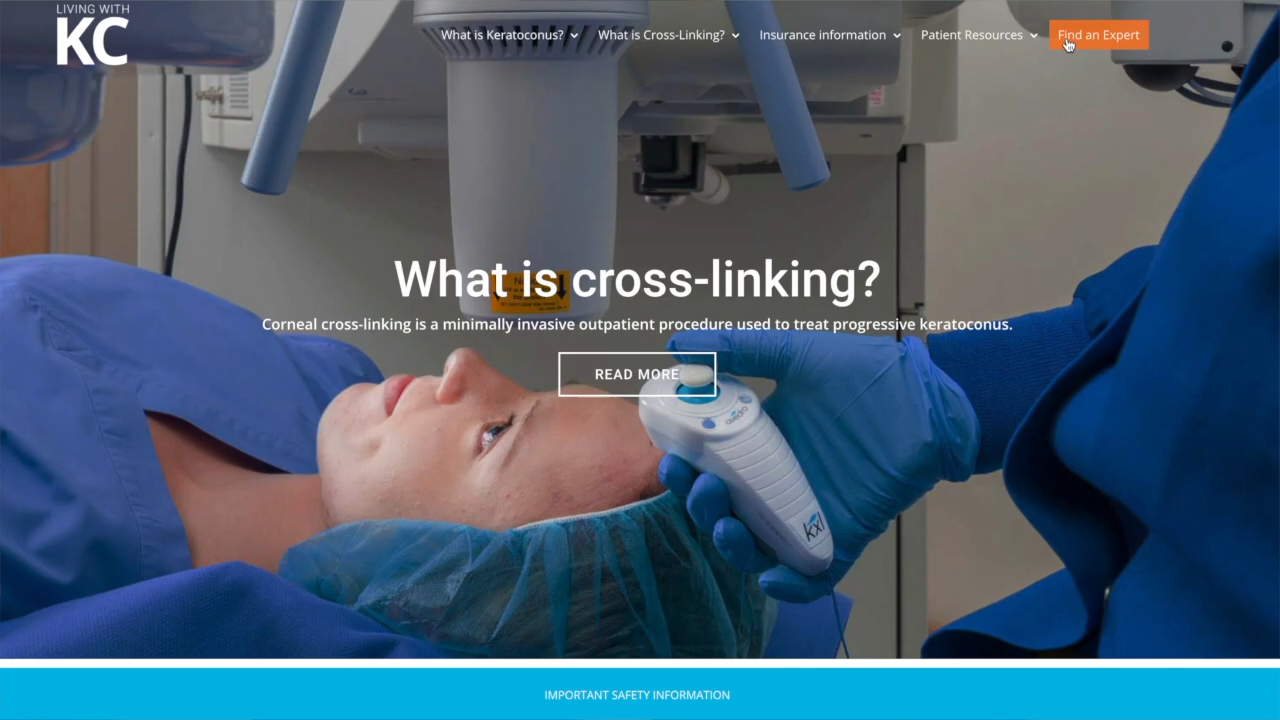 LIVING WITH
KC
What is Keratoconus?
What is Cross-Linking?
Insurance information
Patient Resources
Find an Expert
What is cross-linking?
Corneal cross-linking is a minimally invasive outpatient procedure used to treat progressive keratoconus.
READ MORE
avedro
kxl
IMPORTANT SAFETY INFORMATION